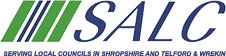 SALC
SERVING LOCAL COUNCILS IN SHROPSHIRE AND TELFORD & WREKIN